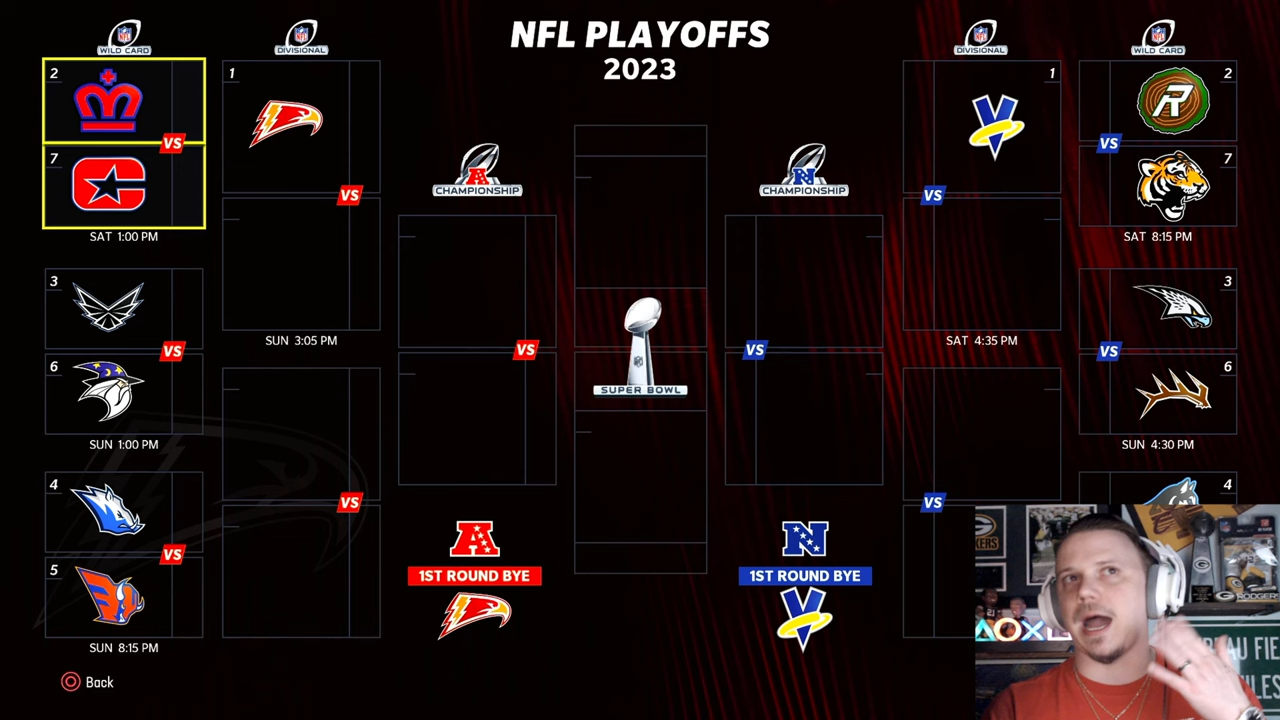 NFL PLAYOFFS
2023
WILD CARD
DIVISIONAL
DIVISIONAL
WILD CARD
2
VS
7
C
SAT 1:00 PM
3
VS
6
SUN 1:00 PM
4
VS
5
SUN 8:15 PM
1
VS
SUN 3:05 PM
VS
A
CHAMPIONSHIP
VS
NFL
SUPER BOWL
N
CHAMPIONSHIP
VS
1
V
VS
SAT 4:35 PM
VS
2
R
VS
7
SAT 8:15 PM
3
VS
6
SUN 4:30 PM
4
A
1ST ROUND BYE
N
1ST ROUND BYE
V
Back
G
RODGERS